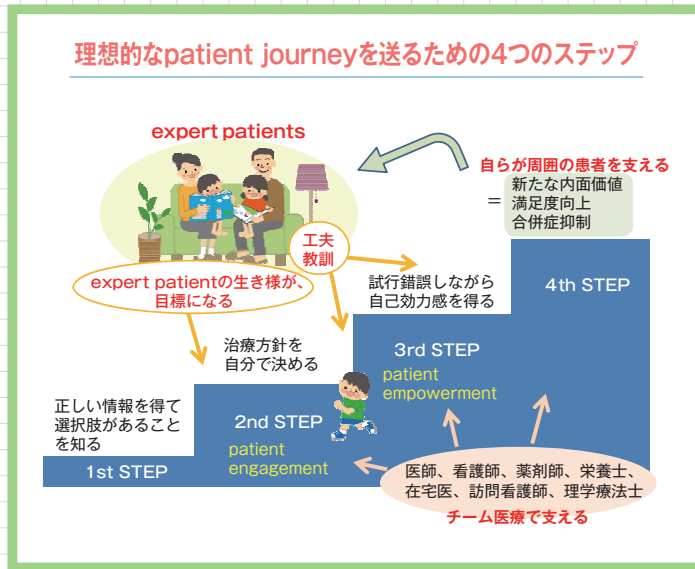 理想的なpatient journeyを送るための4つのステップ
expert patients
自らが周囲の患者を支える
新たな内面価値
= 満足度向上
合併症抑制
工夫
教訓
expert patientの生き様が、
目標になる
試行錯誤しながら
自己効力感を得る
4th STEP
治療方針を
自分で決める
3rd STEP
patient
empowerment
正しい情報を得て
選択肢があること
を知る
2nd STEP
patient
engagement
1st STEP
医師、看護師、薬剤師、栄養士、
在宅医、訪問看護師、理学療法士
チーム医療で支える